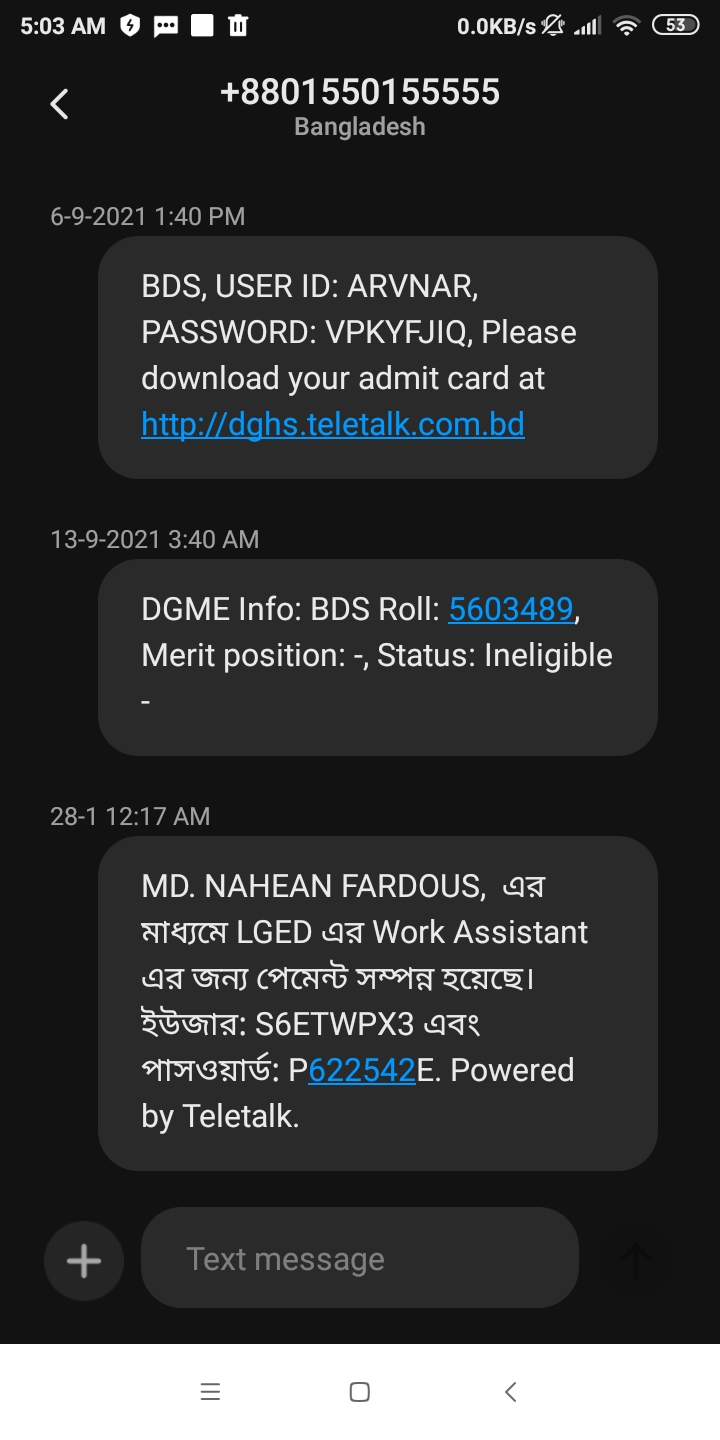 5:03 AM
0.0KB/s
53
+8801550155555
Bangladesh
6-9-2021 1:40 PM
BDS, USER ID: ARVNAR,
PASSWORD: VPKYFJIQ, Please
download your admit card at
http://dghs.teletalk.com.bd
13-9-2021 3:40 AM
DGME Info: BDS Roll: 5603489,
Merit position: -, Status: Ineligible
-
28-1 12:17 AM
MD. NAHEAN FARDOUS,  এর
মাধ্যমে LGED এর Work Assistant
এর জন্য পেমেন্ট সম্পন্ন হয়েছে।
ইউজার: S6ETWPX3 এবং
পাসওয়ার্ড: P622542E. Powered
by Teletalk.
Text message